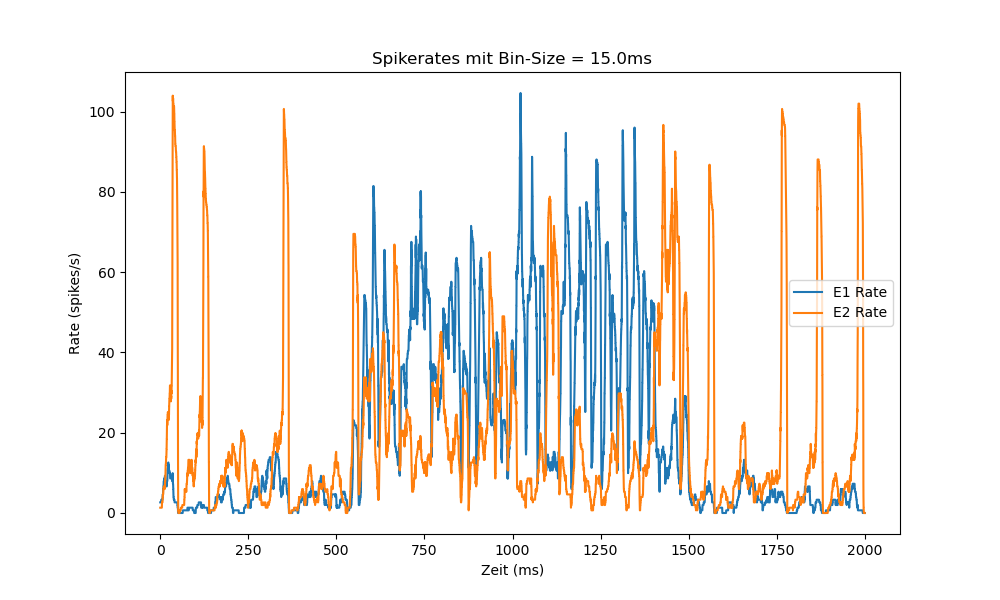 Spikerates mit Bin-Size = 15.0ms
Rate (spikes/s)
100
80
60
40
20
0
E1 Rate
E2 Rate
0 250 500 750 1000 1250 1500 1750 2000
Zeit (ms)